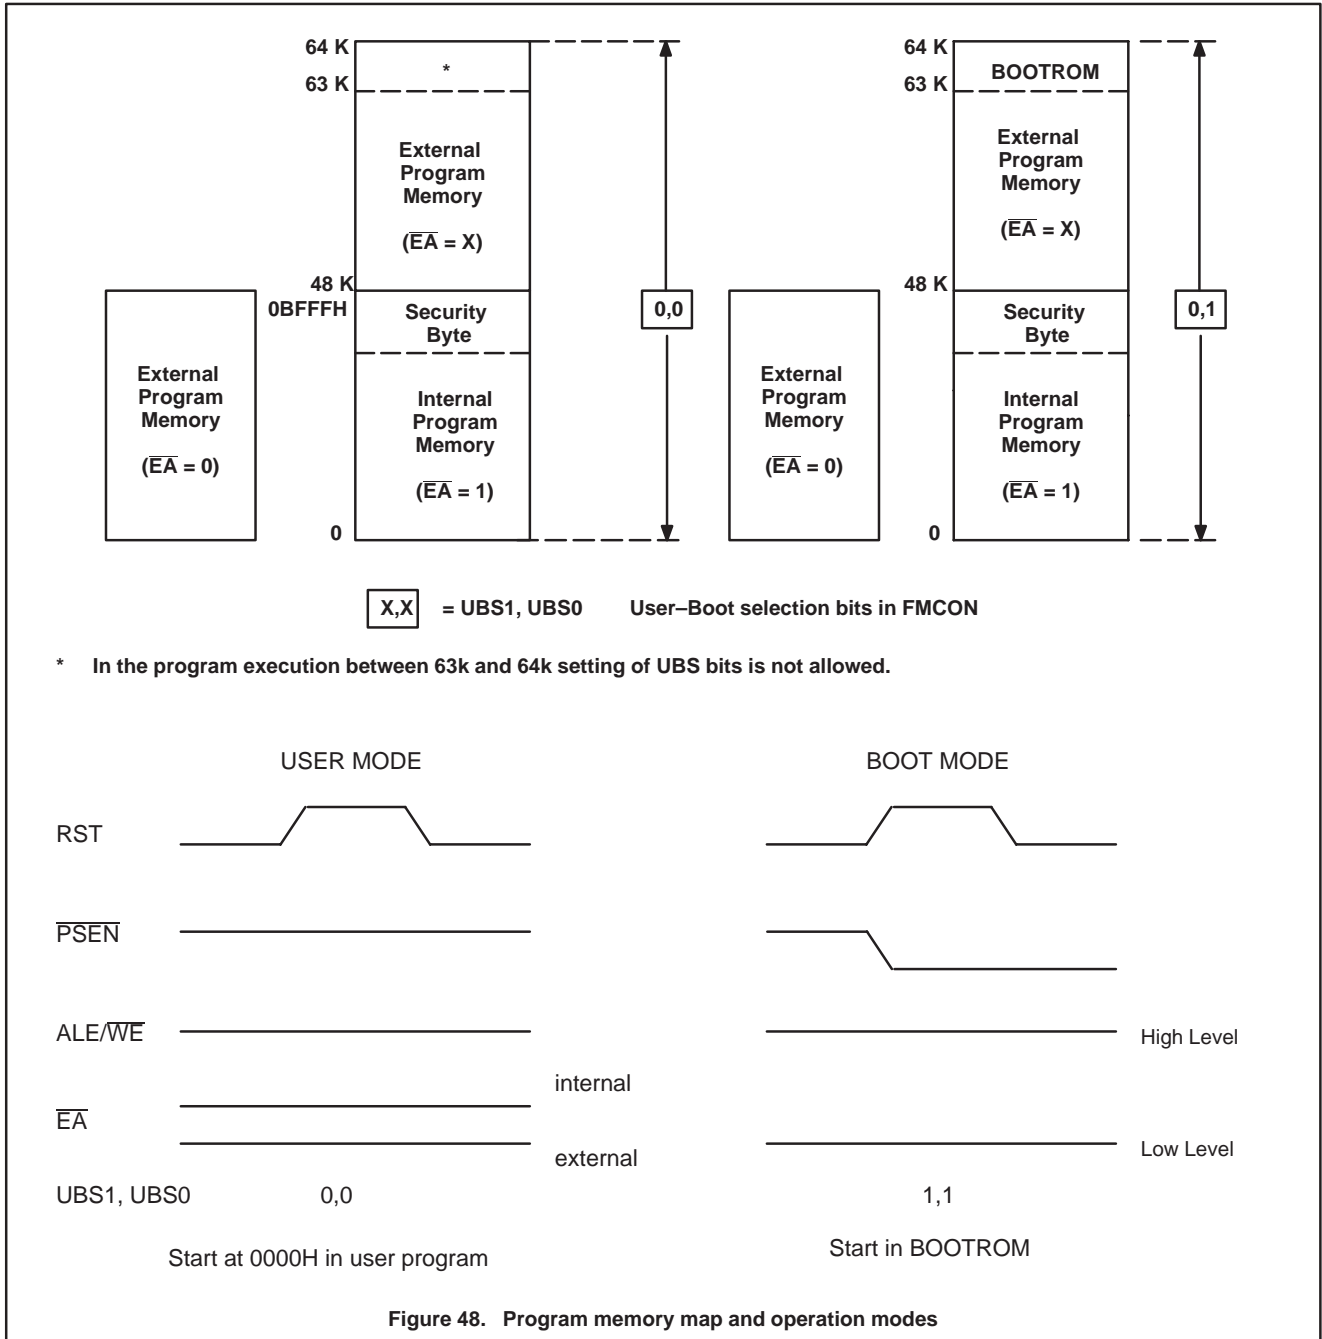 64 K
*
63 K
External
Program
Memory
(EA = X)
48 K
0BFFFH
Security
Byte
0,0
External
Program
Memory
(EA = 0)
Internal
Program
Memory
(EA = 1)
0
64 K
BOOTROM
63 K
External
Program
Memory
(EA = X)
48 K
Security
Byte
0,1
External
Program
Memory
(EA = 0)
Internal
Program
Memory
(EA = 1)
0
X,X = UBS1, UBS0 User–Boot selection bits in FMCON
* In the program execution between 63k and 64k setting of UBS bits is not allowed.
USER MODE BOOT MODE
RST
PSEN
ALE/WE High Level
internal
EA
external Low Level
UBS1, UBS0 0,0 1,1
Start at 0000H in user program Start in BOOTROM
Figure 48. Program memory map and operation modes